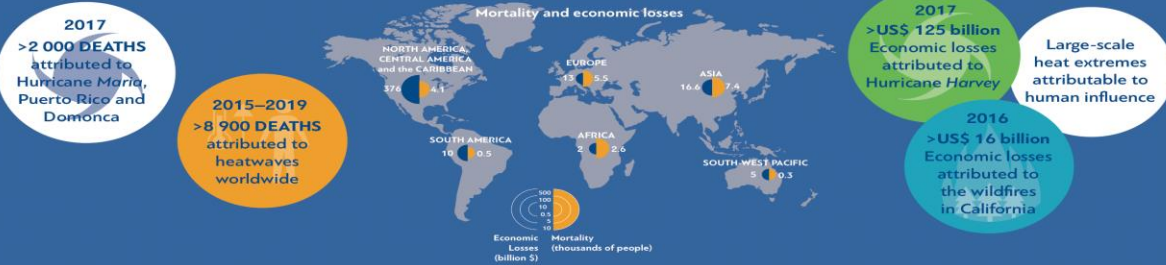 2017
>2 000 DEATHS
attributed to
Hurricane Maria,
Puerto Rico and
Domonca
2015–2019
>8 900 DEATHS
attributed to
heatwaves
worldwide
Mortality and economic losses
NORTH AMERICA,
CENTRAL AMERICA
and the CARIBBEAN
376 4.1
EUROPE
13 5.5
ASIA
16.6 7.4
SOUTH AMERICA
10 0.5
AFRICA
2 2.6
SOUTH-WEST PACIFIC
5 0.3
500
100
10
0.5
5
10
Economic
Losses
(billion $)
Mortality
(thousands of people)
2017
>US$ 125 billion
Economic losses
attributed to
Hurricane Harvey
Large-scale
heat extremes
attributable to
human influence
2016
>US$ 16 billion
Economic losses
attributed to
the wildfires
in California